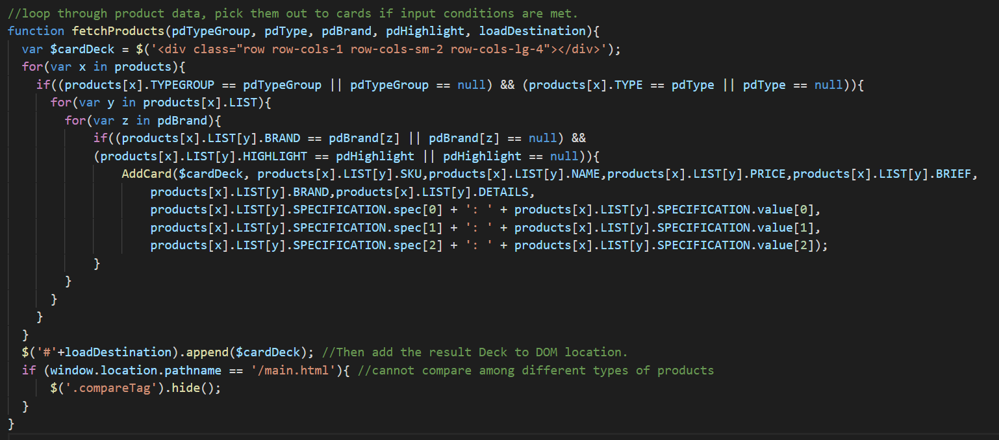 //loop through product data, pick them out to cards if input conditions are met.
function fetchProducts(pdTypeGroup, pdType, pdBrand, pdHighlight, loadDestination){
  var $cardDeck = $('<div class="row row-cols-1 row-cols-sm-2 row-cols-lg-4"></div>');
  for(var x in products){
    if((products[x].TYPEGROUP == pdTypeGroup || pdTypeGroup == null) && (products[x].TYPE == pdType || pdType == null)){
      for(var y in products[x].LIST){
        for(var z in pdBrand){
            if((products[x].LIST[y].BRAND == pdBrand[z] || pdBrand[z] == null) &&
            (products[x].LIST[y].HIGHLIGHT == pdHighlight || pdHighlight == null)){
                AddCard($cardDeck, products[x].LIST[y].SKU,products[x].LIST[y].NAME,products[x].LIST[y].PRICE,products[x].LIST[y].BRIEF,
                    products[x].LIST[y].BRAND,products[x].LIST[y].DETAILS,
                    products[x].LIST[y].SPECIFICATION.spec[0] + ': ' + products[x].LIST[y].SPECIFICATION.value[0],
                    products[x].LIST[y].SPECIFICATION.spec[1] + ': ' + products[x].LIST[y].SPECIFICATION.value[1],
                    products[x].LIST[y].SPECIFICATION.spec[2] + ': ' + products[x].LIST[y].SPECIFICATION.value[2]);
            }
        }
      }
    }
  }
  $('#'+loadDestination).append($cardDeck); //Then add the result Deck to DOM location.
  if (window.location.pathname == '/main.html'){ //cannot compare among different types of products
      $('.compareTag').hide();
  }
}